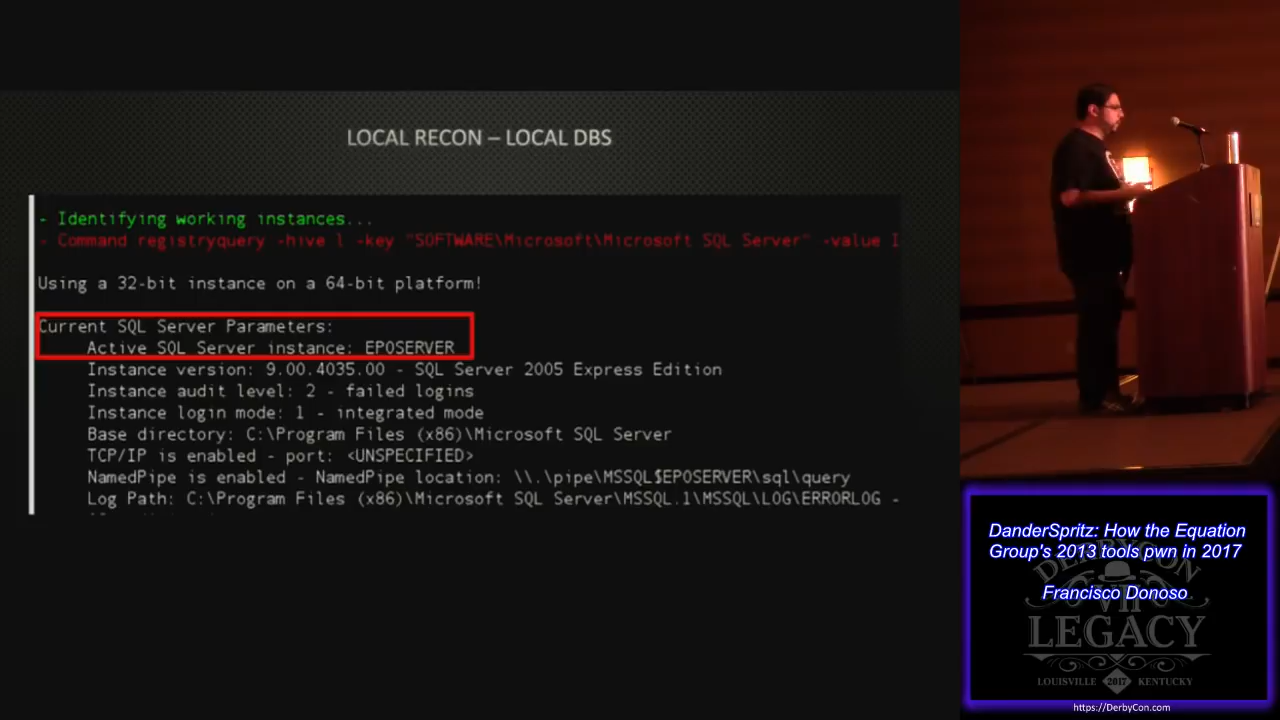 LOCAL RECON – LOCAL DBS
- Identifying working instances...
- Command registryquery -hive l -key "SOFTWARE\Microsoft\Microsoft SQL Server" -value I
Using a 32-bit instance on a 64-bit platform!
Current SQL Server Parameters:
Active SQL Server instance: EPOSERVER
Instance version: 9.00.4035.00 - SQL Server 2005 Express Edition
Instance audit level: 2 - failed logins
Instance login mode: 1 - integrated mode
Base directory: C:\Program Files (x86)\Microsoft SQL Server
TCP/IP is enabled - port: <UNSPECIFIED>
NamedPipe is enabled - NamedPipe location: \\.\pipe\MSSQL$EPOSERVER\sql\query
Log Path: C:\Program Files (x86)\Microsoft SQL Server\MSSQL.1\MSSQL\LOG\ERRORLOG -
DanderSpritz: How the Equation
Group's 2013 tools pwn in 2017
Francisco Donoso
DERBYCON
VII
LEGACY
LOUISVILLE 2017 KENTUCKY
https://DerbyCon.com